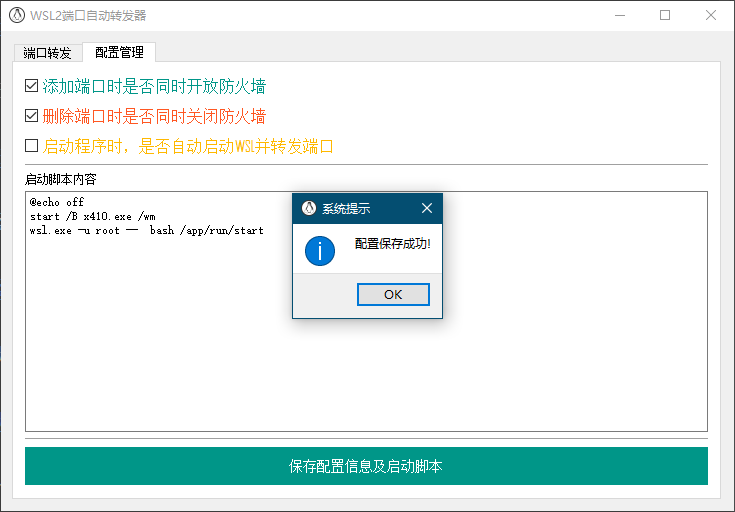 WSL2端口自动转发器
端口转发
配置管理
添加端口时是否同时开放防火墙
删除端口时是否同时关闭防火墙
启动程序时，是否自动启动WSL并转发端口
启动脚本内容
@echo off
start /B x410.exe /wm
wsl.exe -u root --  bash /app/run/start
系统提示
配置保存成功!
OK
保存配置信息及启动脚本